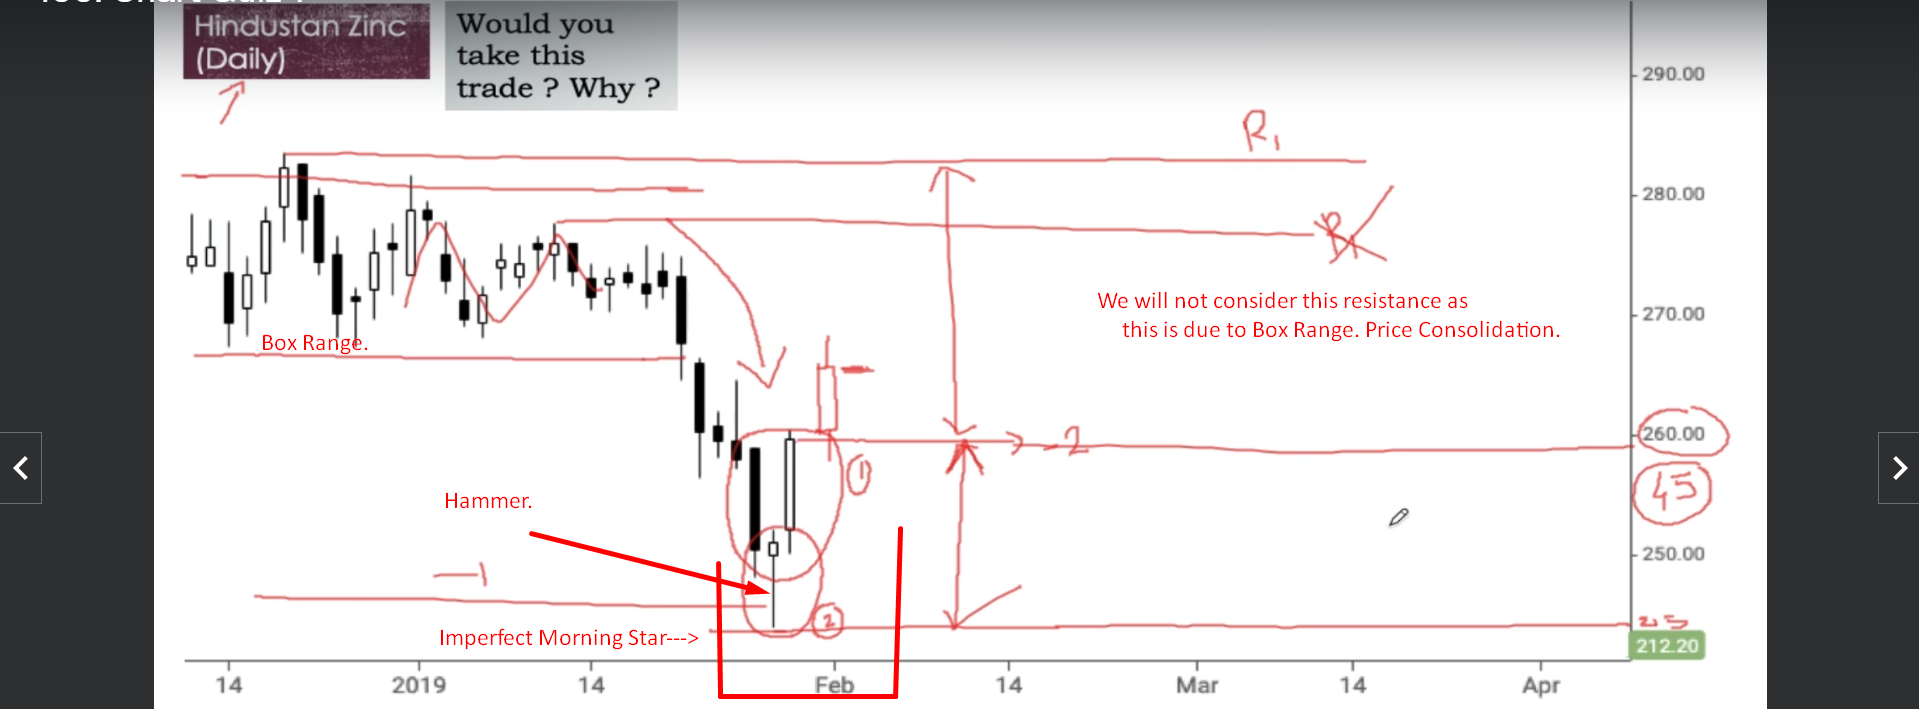 Hindustan Zinc
(Daily)
Would you
take this
trade ? Why ?
290.00
R1
280.00
We will not consider this resistance as
this is due to Box Range. Price Consolidation.
270.00
Box Range.
260.00
2
1
45
Hammer.
250.00
1
2
Imperfect Morning Star--->
212.20
14
2019
14
Feb
14
Mar
14
Apr